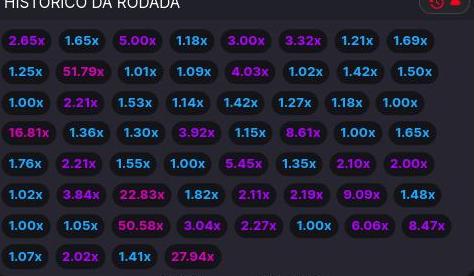 HISTÓRICO DA RODADA
2.65x 1.65x 5.00x 1.18x 3.00x 3.32x 1.21x 1.69x
1.25x 51.79x 1.01x 1.09x 4.03x 1.02x 1.42x 1.50x
1.00x 2.21x 1.53x 1.14x 1.42x 1.27x 1.18x 1.00x
16.81x 1.36x 1.30x 3.92x 1.15x 8.61x 1.00x 1.65x
1.76x 2.21x 1.55x 1.00x 5.45x 1.35x 2.10x 2.00x
1.02x 3.84x 22.83x 1.82x 2.11x 2.19x 9.09x 1.48x
1.00x 1.05x 50.58x 3.04x 2.27x 1.00x 6.06x 8.47x
1.07x 2.02x 1.41x 27.94x